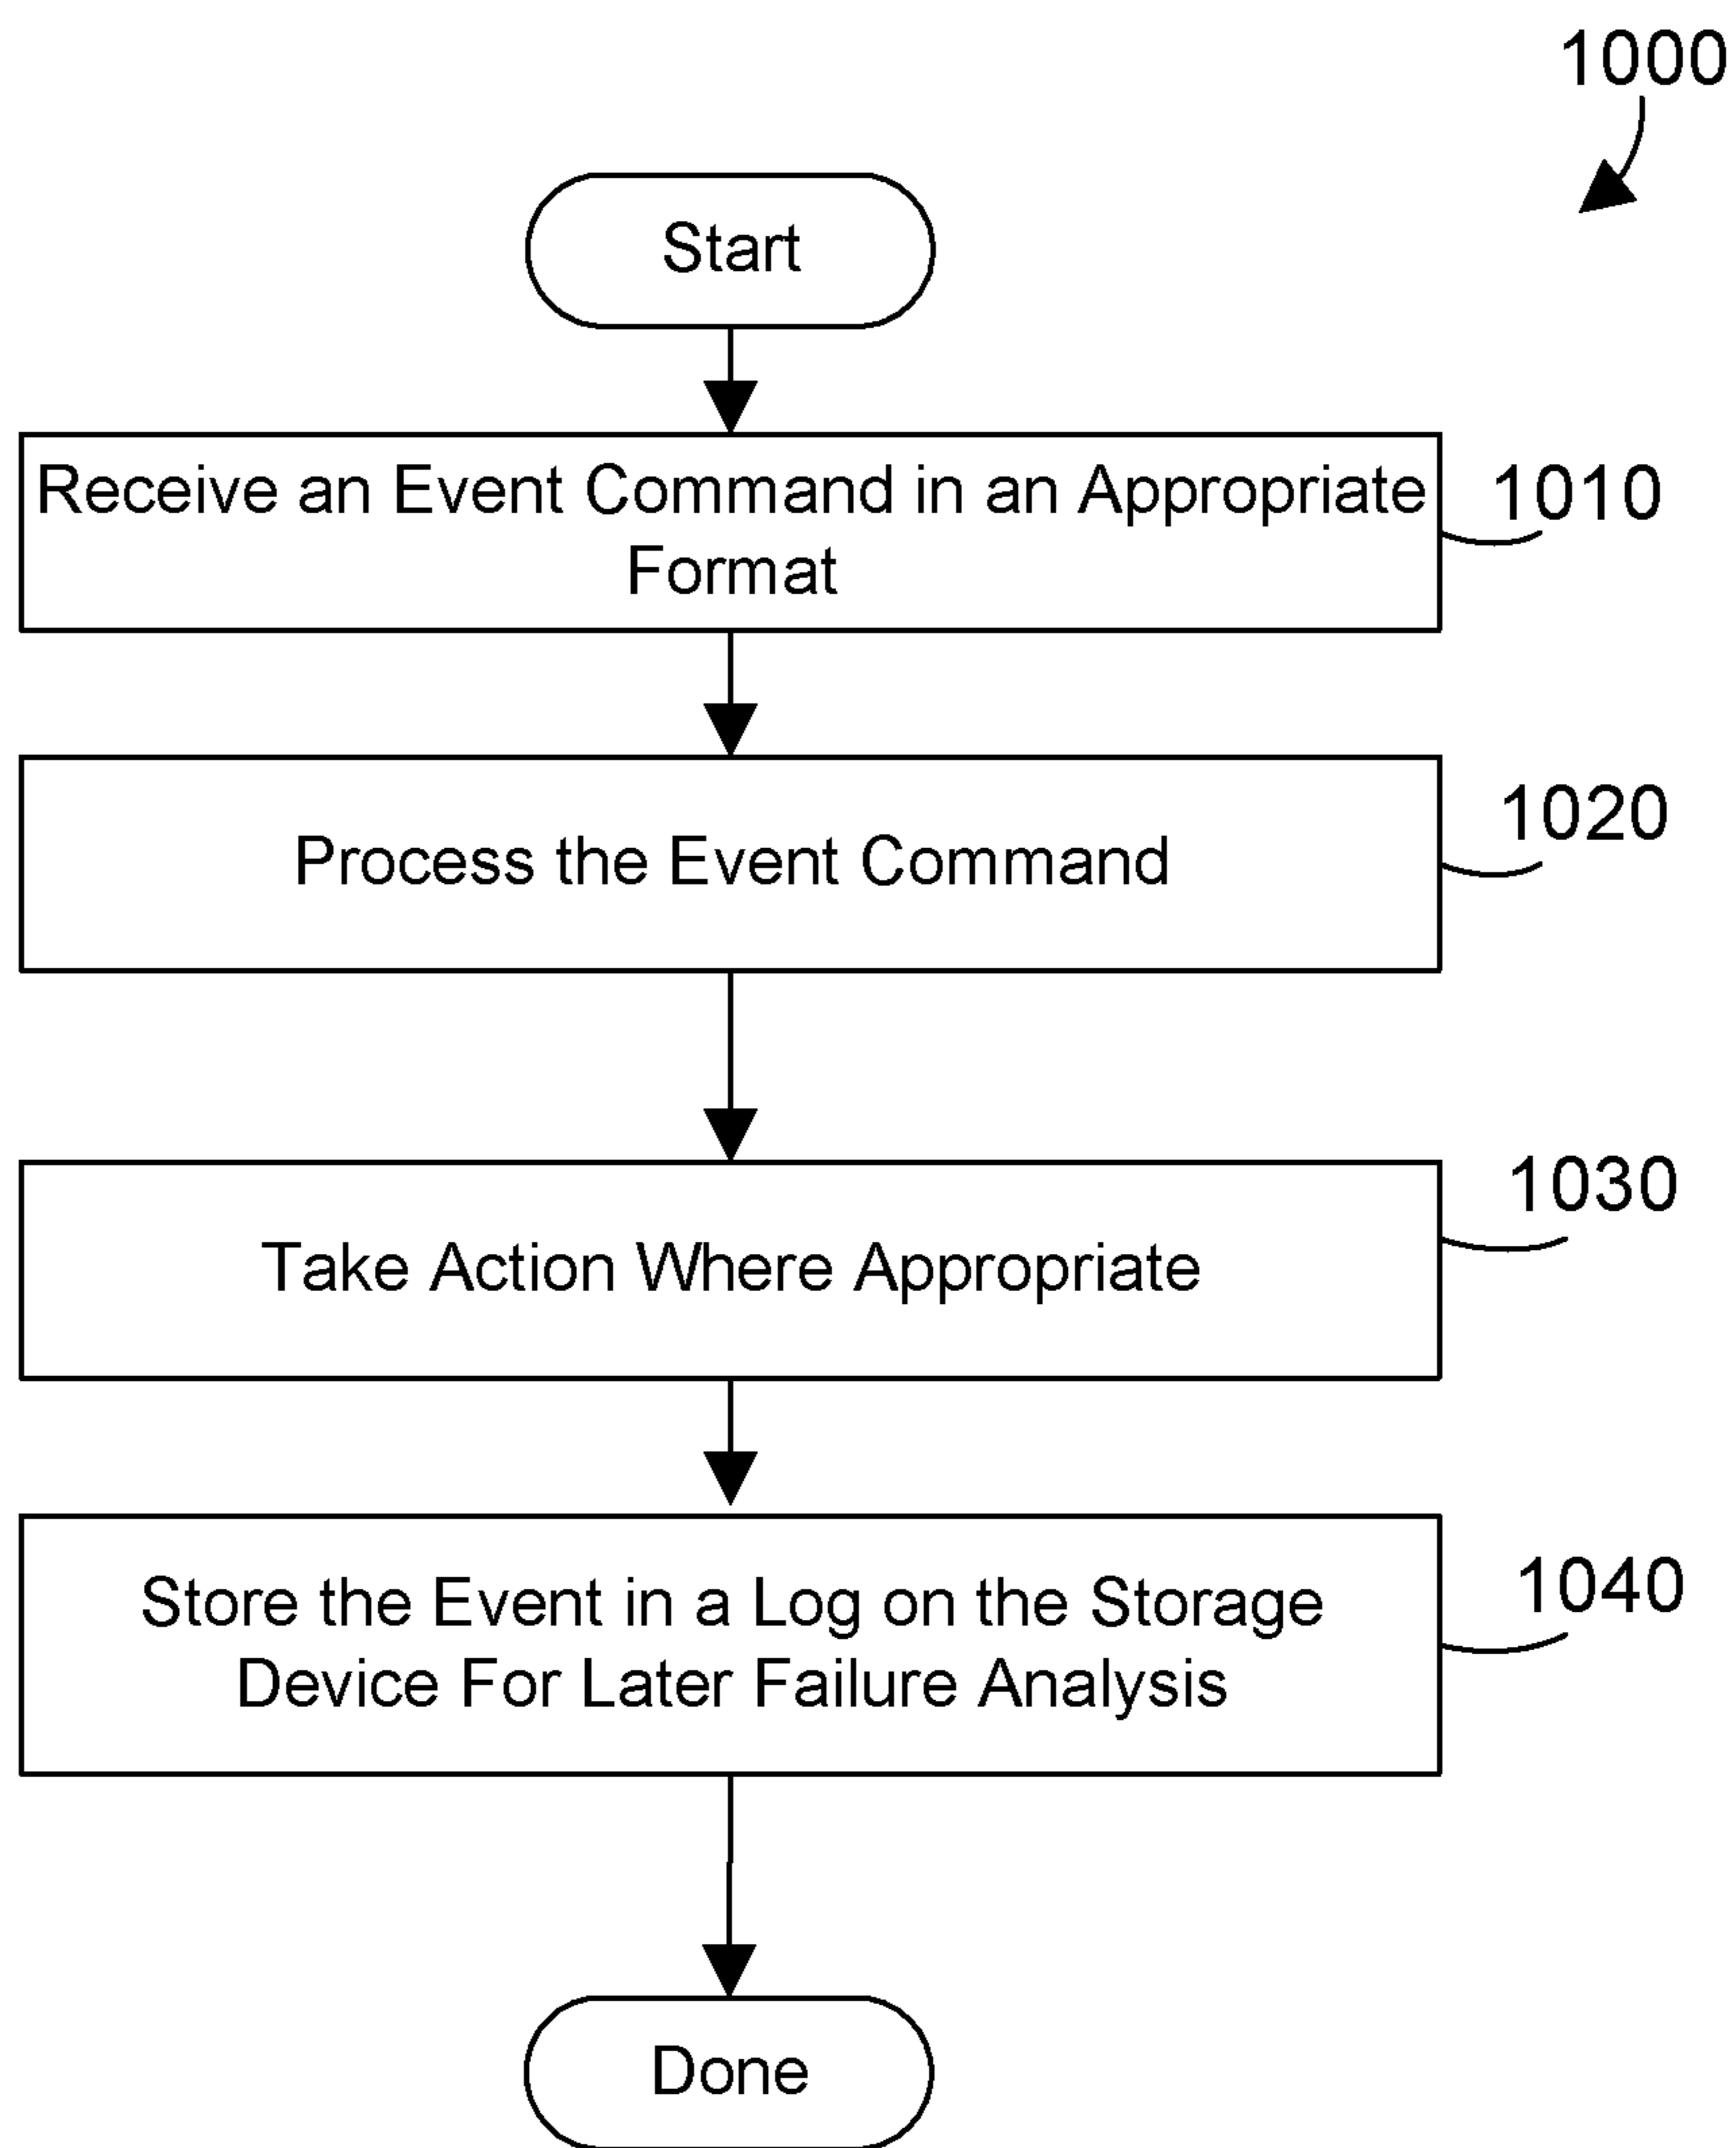 1000
Start
Receive an Event Command in an Appropriate
Format
1010
Process the Event Command
1020
Take Action Where Appropriate
1030
Store the Event in a Log on the Storage
Device For Later Failure Analysis
1040
Done